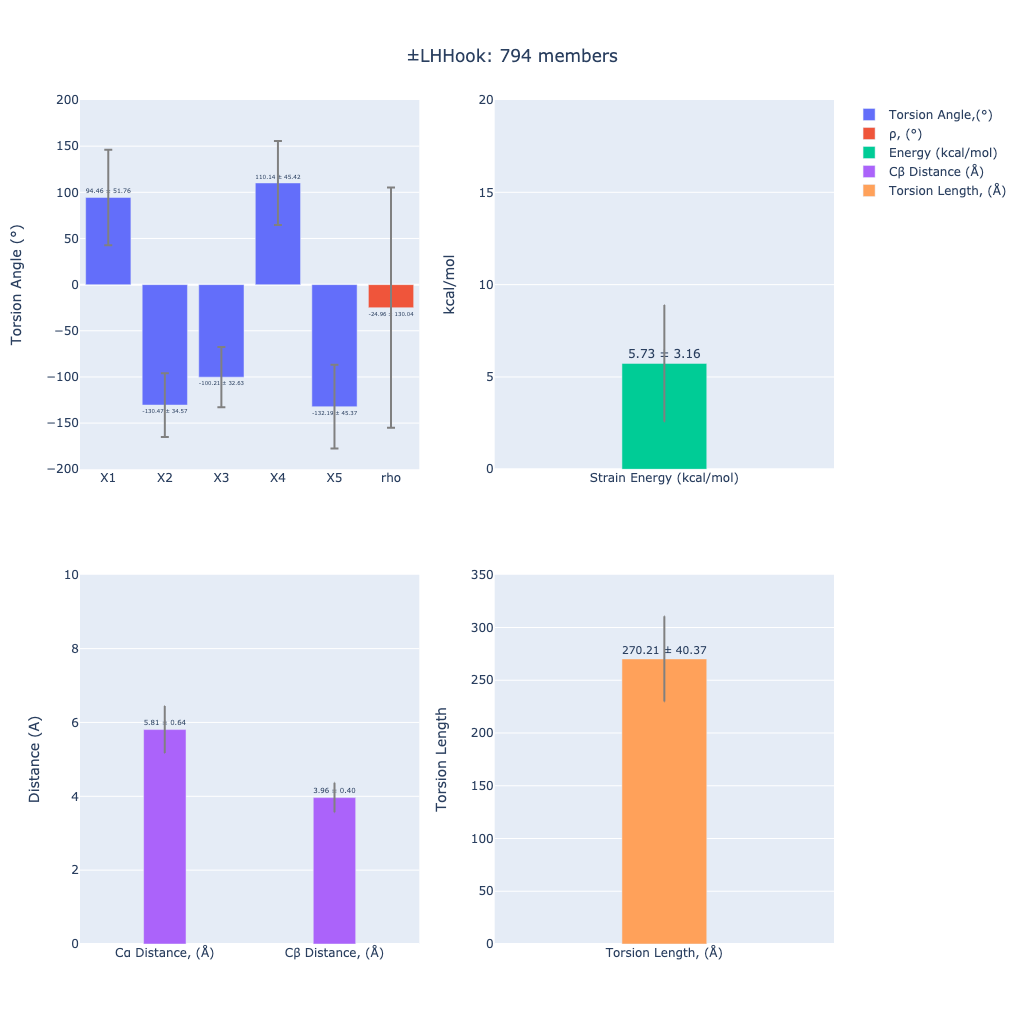 ±LHHook: 794 members
Torsion Angle (°)
200
150
100
50
0
−50
−100
−150
−200
94.46 ± 51.76
-130.47 ± 34.57
-100.21 ± 32.63
110.14 ± 45.42
-132.19 ± 45.37
-24.96 ± 130.04
X1 X2 X3 X4 X5 rho
kcal/mol
20
15
10
5
0
5.73 ± 3.16
Strain Energy (kcal/mol)
Torsion Angle,(°)
ρ, (°)
Energy (kcal/mol)
Cβ Distance (Å)
Torsion Length, (Å)
Distance (A)
10
8
6
4
2
0
5.81 ± 0.64
3.96 ± 0.40
Cα Distance, (Å) Cβ Distance, (Å)
Torsion Length
350
300
250
200
150
100
50
0
270.21 ± 40.37
Torsion Length, (Å)